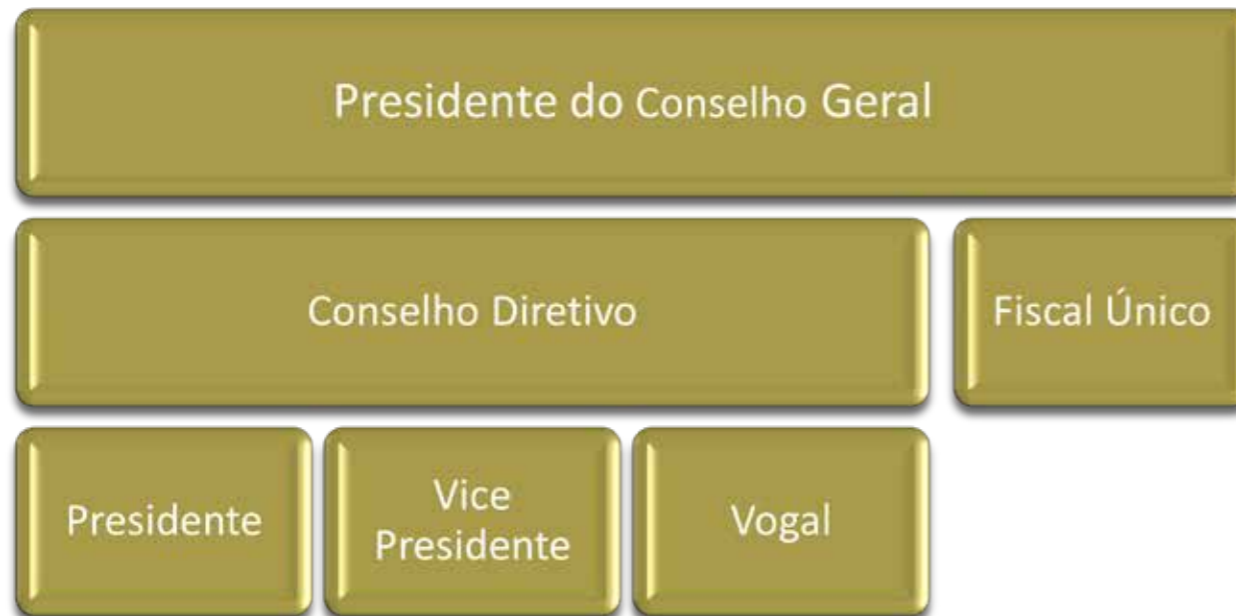 Presidente do Conselho Geral
Conselho Diretivo
Fiscal Único
Presidente
Vice
Presidente
Vogal